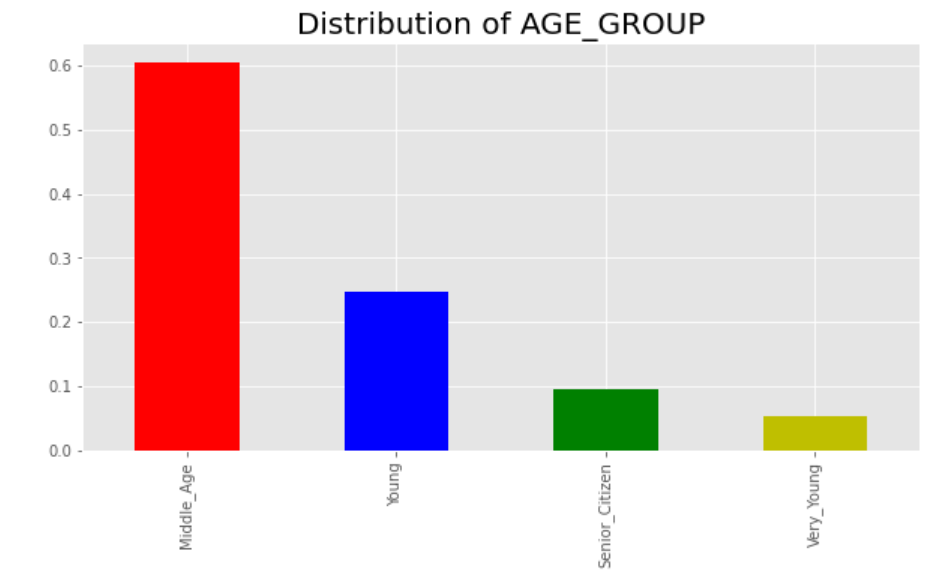 Distribution of AGE_GROUP
0.6
0.5
0.4
0.3
0.2
0.1
0.0
Middle_Age
Young
Senior_Citizen
Very_Young